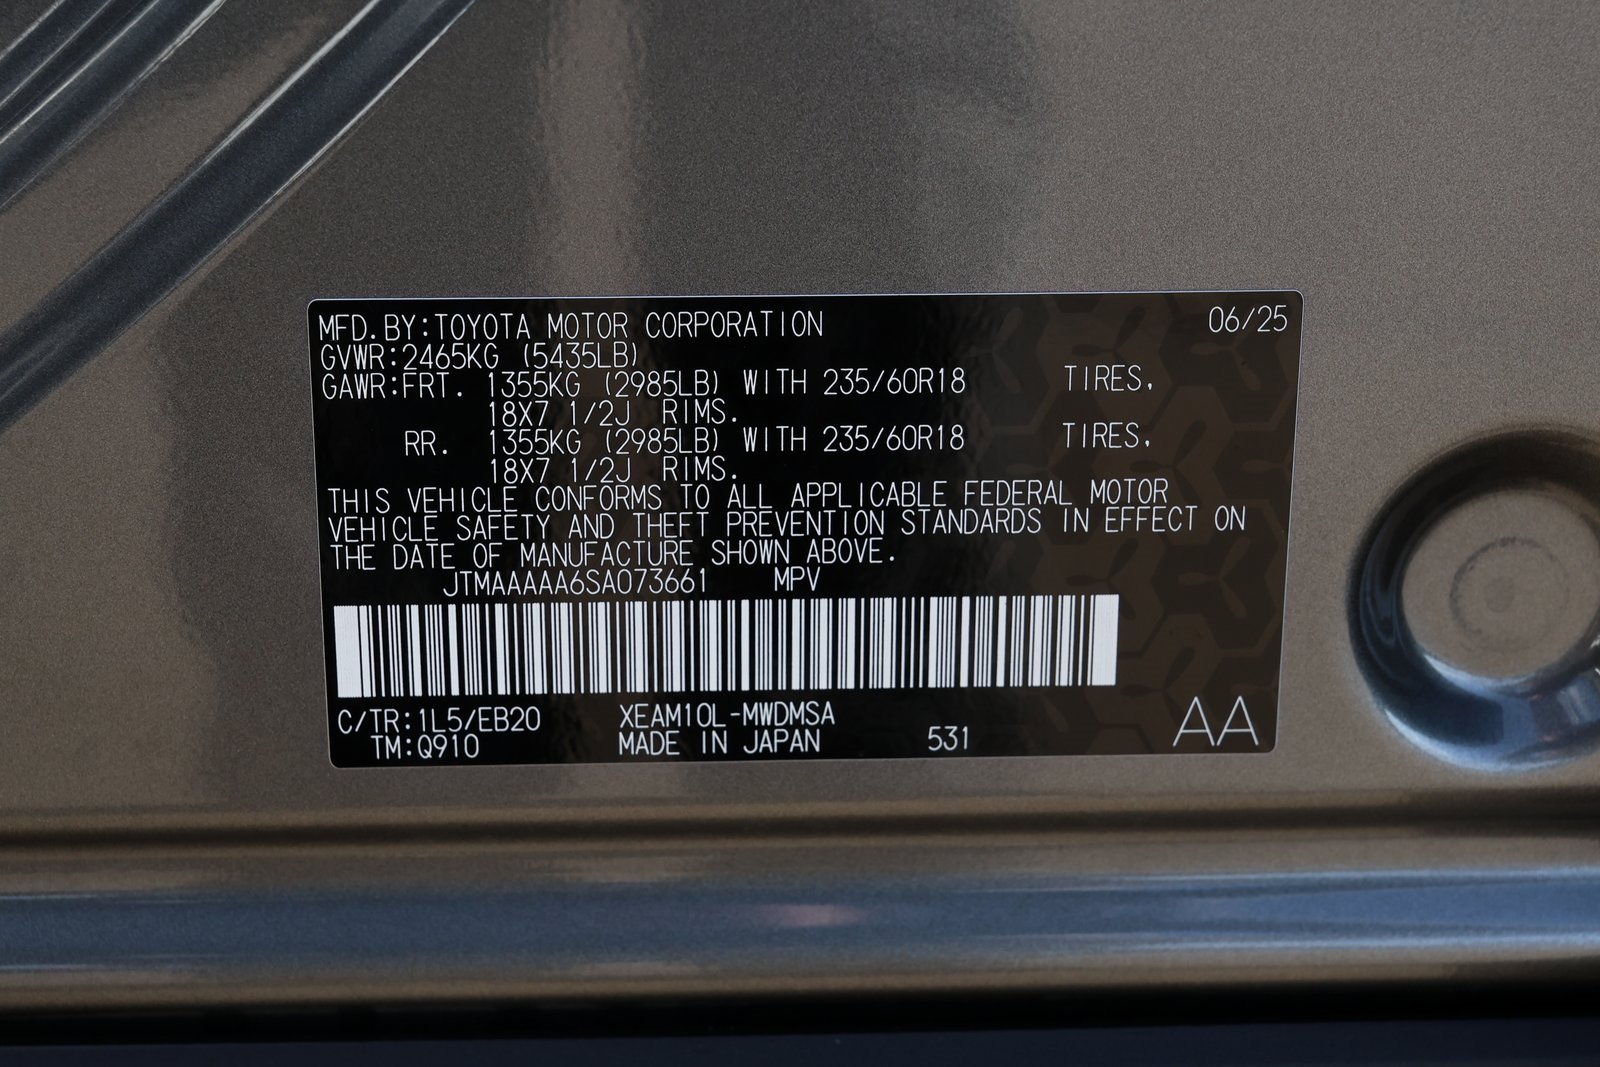 MFD.BY:TOYOTA MOTOR CORPORATION 06/25
GVWR:2465KG (5435LB)
GAWR:FRT. 1355KG (2985LB) WITH 235/60R18 TIRES,
18X7 1/2J RIMS.
RR. 1355KG (2985LB) WITH 235/60R18 TIRES,
18X7 1/2J RIMS.
THIS VEHICLE CONFORMS TO ALL APPLICABLE FEDERAL MOTOR
VEHICLE SAFETY AND THEFT PREVENTION STANDARDS IN EFFECT ON
THE DATE OF MANUFACTURE SHOWN ABOVE.
JTMAAAAA6SA073661 MPV
C/TR:1L5/EB20 XEAM10L-MWDMSA
TM:Q910 MADE IN JAPAN 531 AA